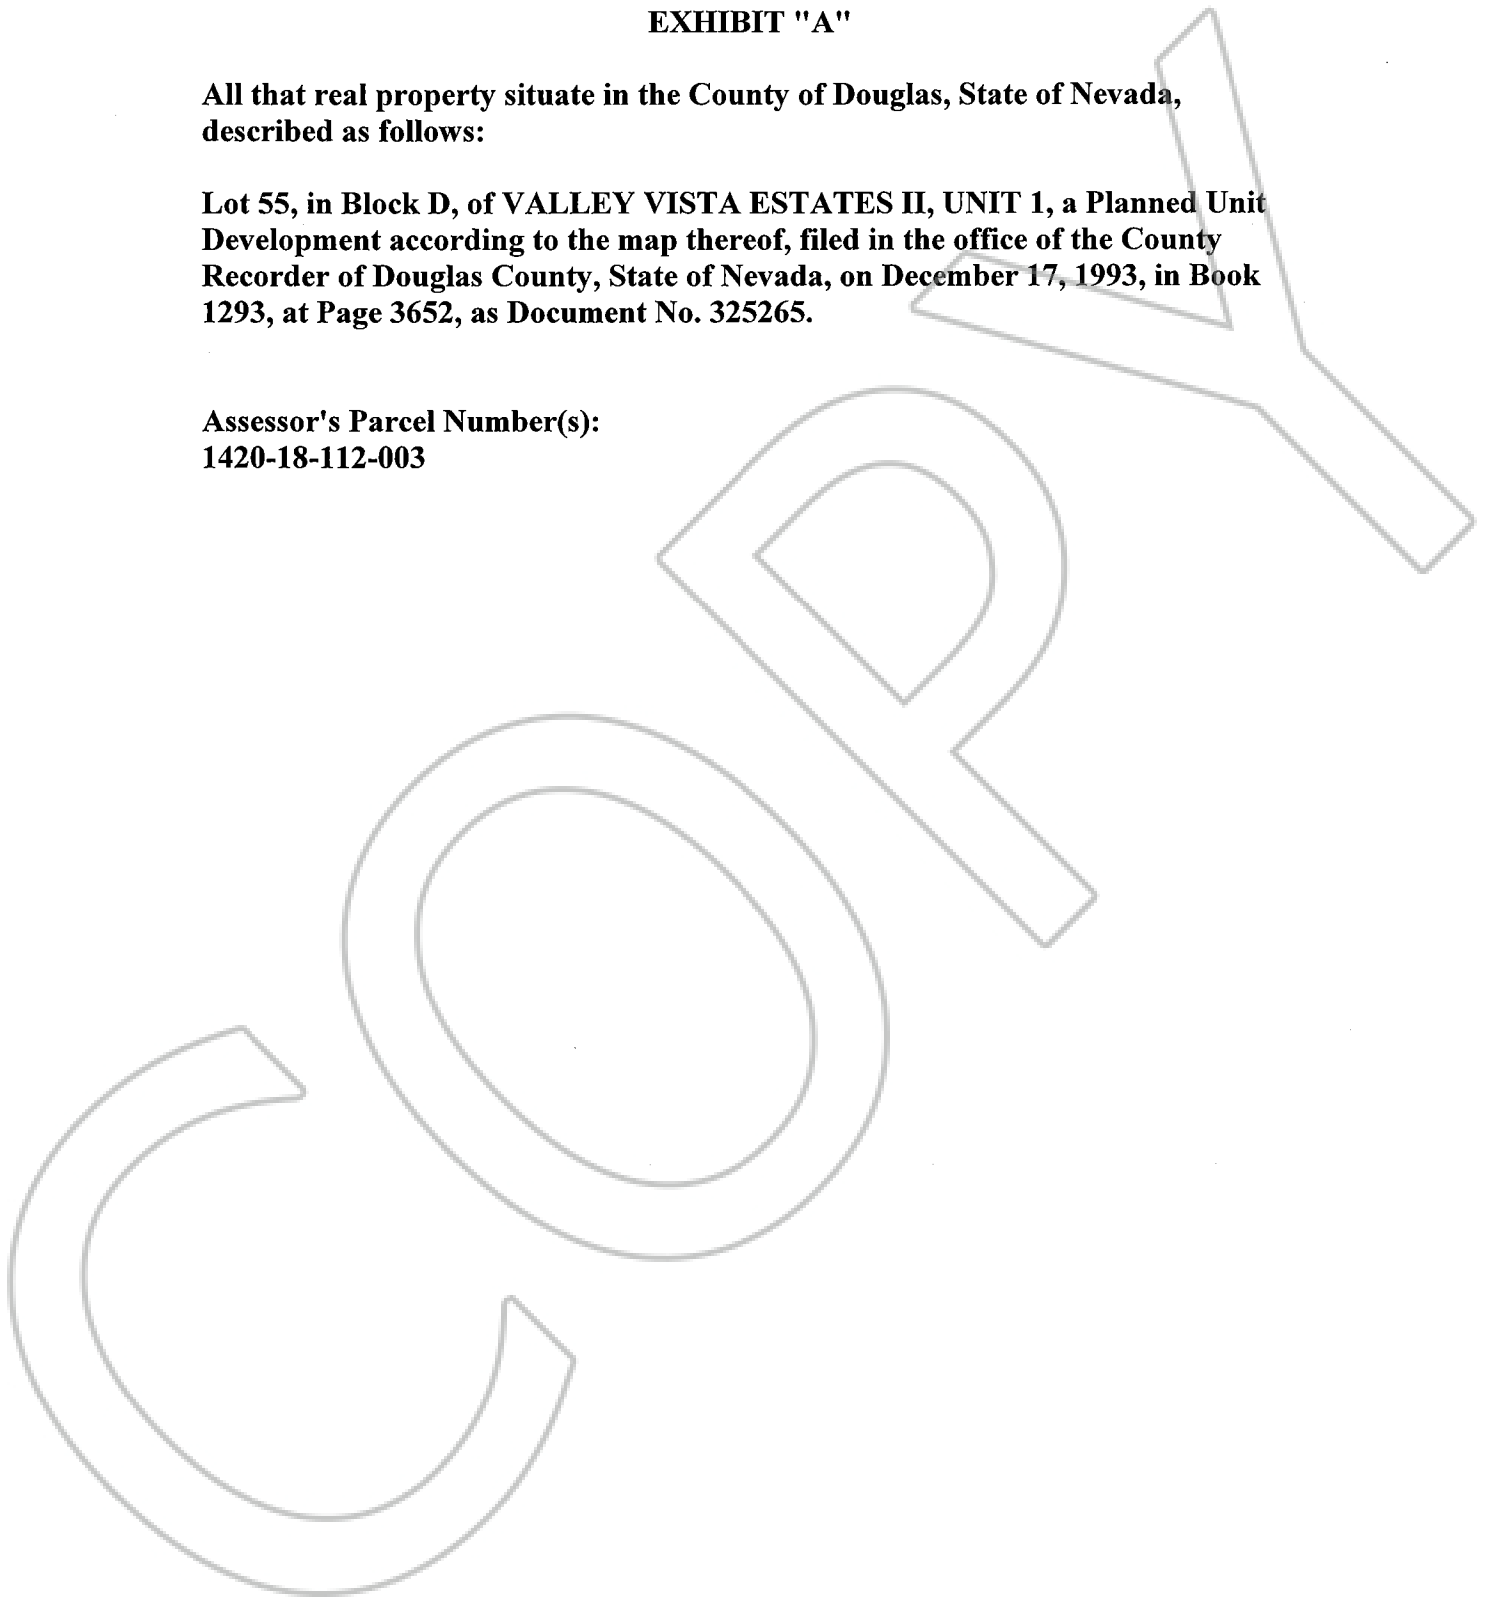 EXHIBIT "A"
All that real property situate in the County of Douglas, State of Nevada,
described as follows:
Lot 55, in Block D, of VALLEY VISTA ESTATES II, UNIT 1, a Planned Unit
Development according to the map thereof, filed in the office of the County
Recorder of Douglas County, State of Nevada, on December 17, 1993, in Book
1293, at Page 3652, as Document No. 325265.
Assessor's Parcel Number(s):
1420-18-112-003
COPY